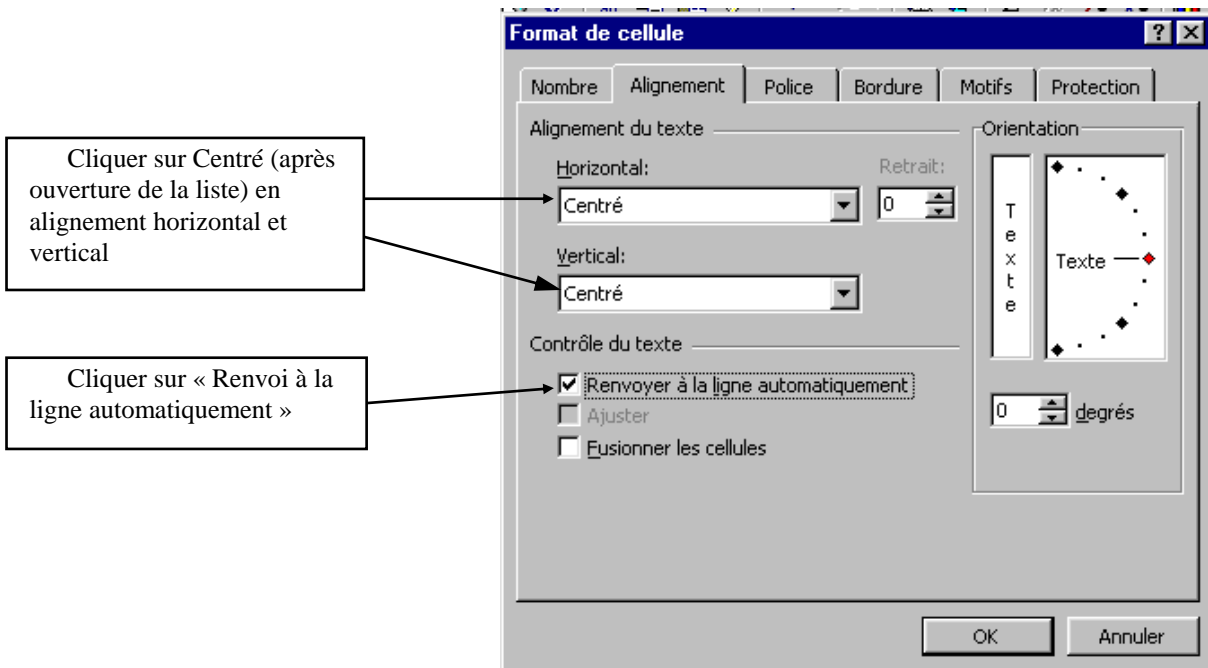 Format de cellule
Nombre Alignement Police Bordure Motifs Protection
Alignement du texte
Orientation
Cliquer sur Centré (après
ouverture de la liste) en
alignement horizontal et
vertical
Horizontal:
Retrait:
Centré
0
Vertical:
Centré
Texte
Texte
Contrôle du texte
Cliquer sur « Renvoi à la
ligne automatiquement »
Renvoyer à la ligne automatiquement
Ajuster
Fusionner les cellules
0 degrés
OK
Annuler